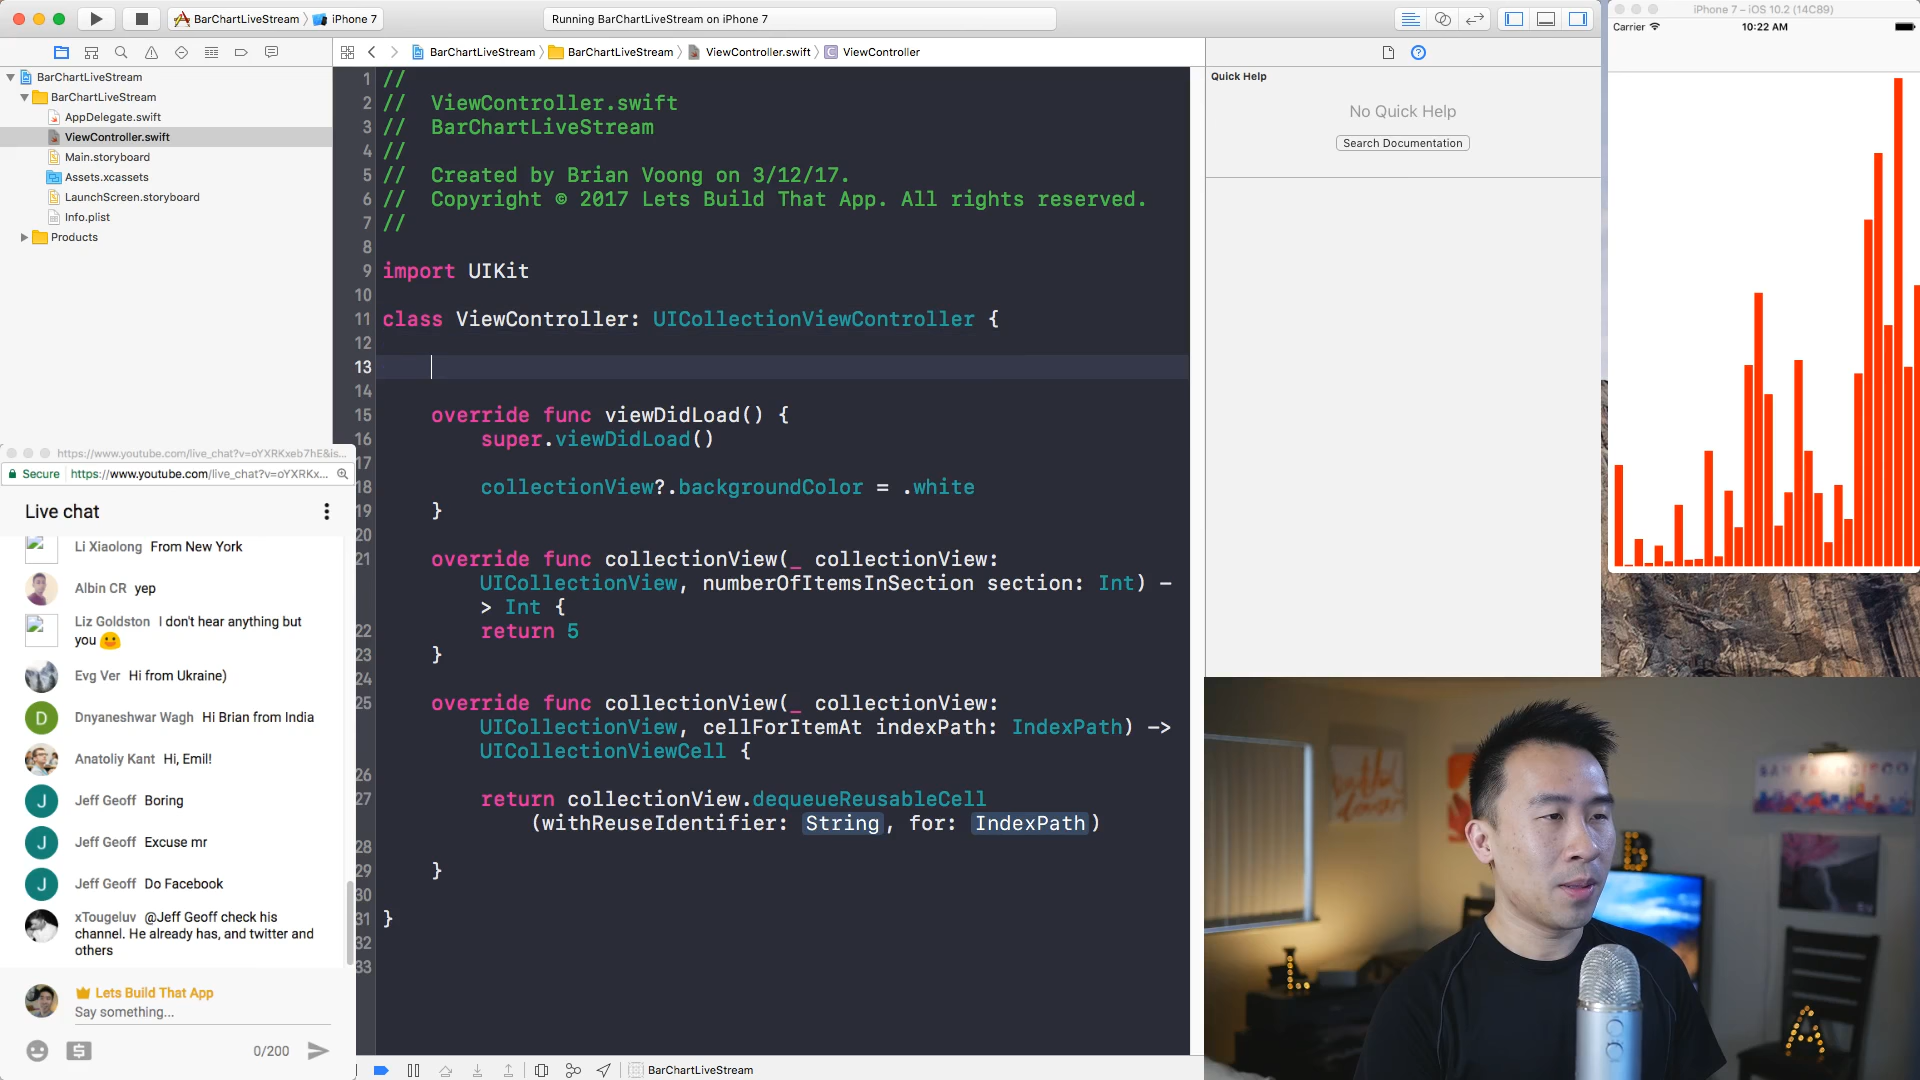 BarChartLiveStream
iPhone 7
Running BarChartLiveStream on iPhone 7
iPhone 7 – iOS 10.2 (14C89)
Carrier
10:22 AM
BarChartLiveStream
BarChartLiveStream
ViewController.swift
C
ViewController
BarChartLiveStream
BarChartLiveStream
AppDelegate.swift
ViewController.swift
Main.storyboard
Assets.xcassets
LaunchScreen.storyboard
Info.plist
Products
1 //
2 //  ViewController.swift
3 //  BarChartLiveStream
4 //
5 //  Created by Brian Voong on 3/12/17.
6 //  Copyright © 2017 Lets Build That App. All rights reserved.
7 //
8
9 import UIKit
10
11 class ViewController: UICollectionViewController {
12
13
14
15 override func viewDidLoad() {
16 super.viewDidLoad()
17
18 collectionView?.backgroundColor = .white
19 }
20
21 override func collectionView(_ collectionView:
UICollectionView, numberOfItemsInSection section: Int) -
> Int {
22 return 5
23 }
24
25 override func collectionView(_ collectionView:
UICollectionView, cellForItemAt indexPath: IndexPath) ->
UICollectionViewCell {
26
27 return collectionView.dequeueReusableCell
(withReuseIdentifier: String, for: IndexPath)
28
29 }
30
31 }
32
33
BarChartLiveStream
Quick Help
No Quick Help
Search Documentation
https://www.youtube.com/live_chat?v=oYXRKxeb7hE&is...
Secure
https://www.youtube.com/live_chat?v=oYXRKx...
Live chat
Li Xiaolong From New York
Albin CR yep
Liz Goldston I don't hear anything but
you
Evg Ver Hi from Ukraine)
D
Dnyaneshwar Wagh Hi Brian from India
Anatoliy Kant Hi, Emil!
J
Jeff Geoff Boring
J
Jeff Geoff Excuse mr
J
Jeff Geoff Do Facebook
xTougeluv @Jeff Geoff check his
channel. He already has, and twitter and
others
Lets Build That App
Say something...
0/200
SAN FRANCISCO
L
B
A